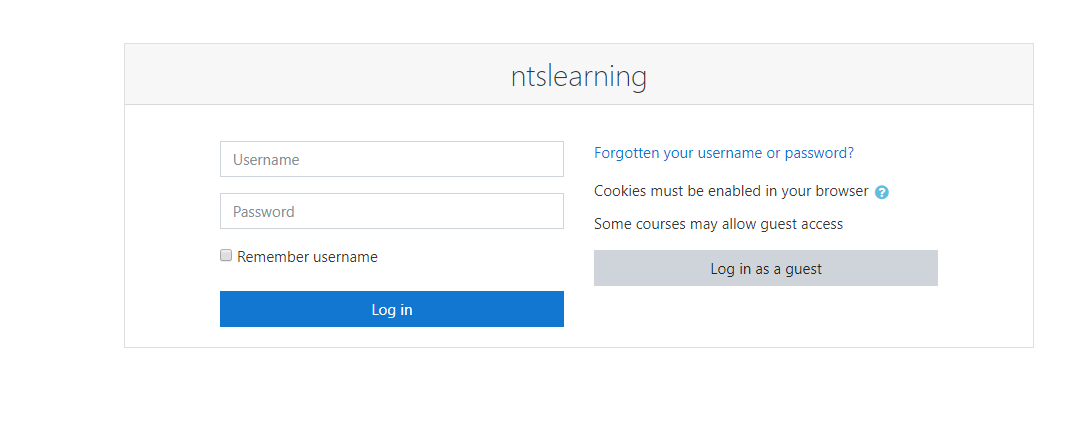 ntslearning
Username
Password
Remember username
Log in
Forgotten your username or password?
Cookies must be enabled in your browser ?
Some courses may allow guest access
Log in as a guest